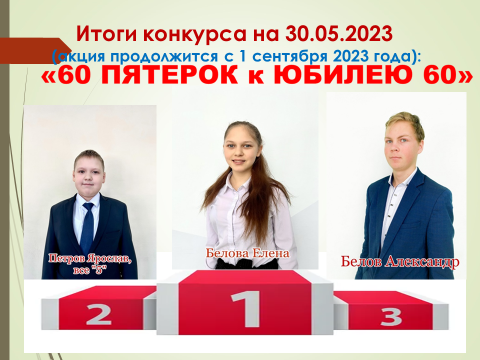 Итоги конкурса на 30.05.2023
(акция продолжится с 1 сентября 2023 года):
«60 ПЯТЕРОК к ЮБИЛЕЮ 60»
Петров Ярослав,
все "5"
Белова Елена
Белов Александр
2
1
3